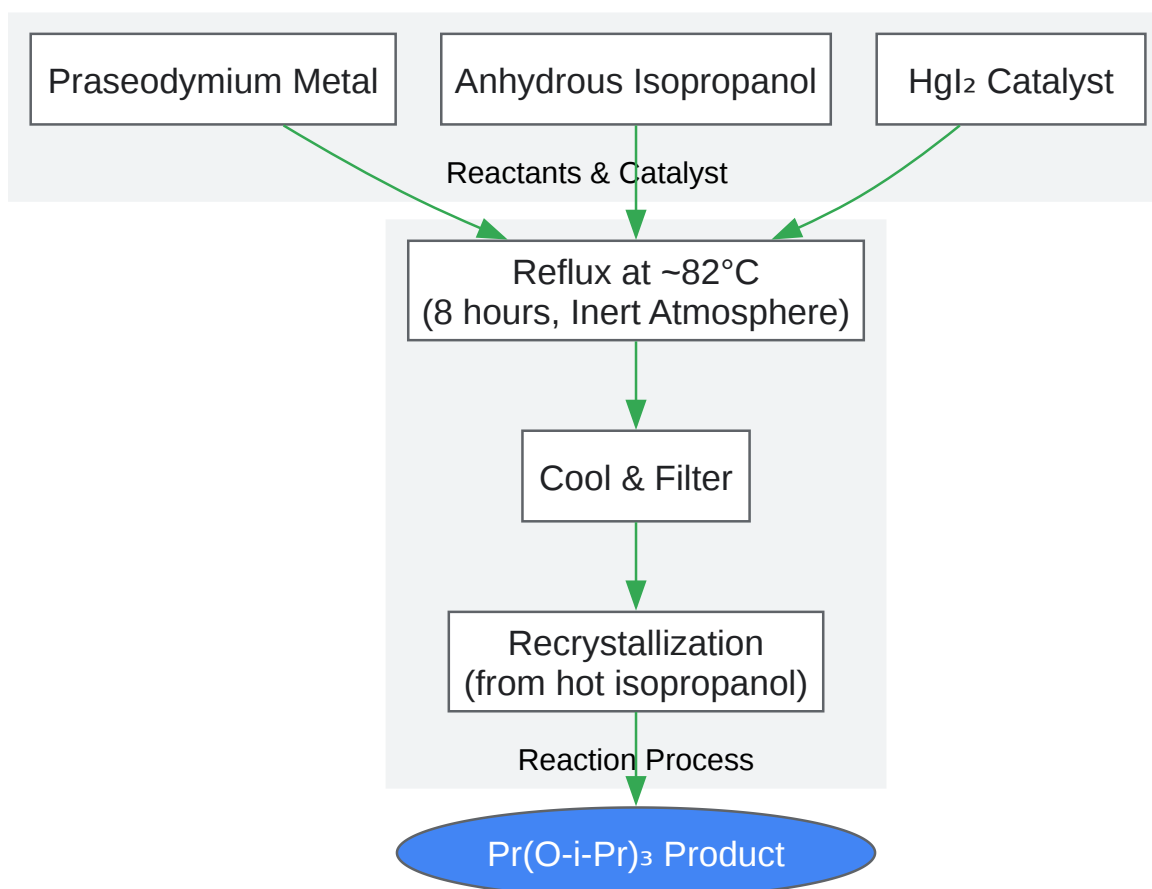 Praseodymium Metal
Anhydrous Isopropanol
HgI₂ Catalyst
Reactants & Catalyst
Reflux at ~82°C
(8 hours, Inert Atmosphere)
Cool & Filter
Recrystallization
(from hot isopropanol)
Reaction Process
Pr(O-i-Pr)₃ Product